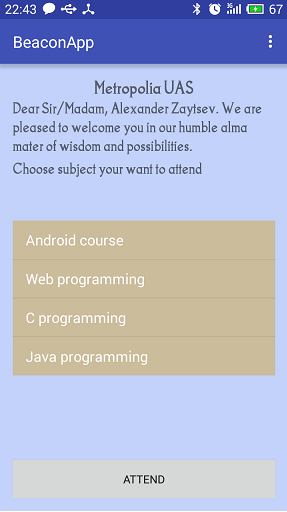 22:43 3G 67
BeaconApp
Metropolia UAS
Dear Sir/Madam, Alexander Zaytsev. We are
pleased to welcome you in our humble alma
mater of wisdom and possibilities.
Choose subject your want to attend
Android course
Web programming
C programming
Java programming
ATTEND